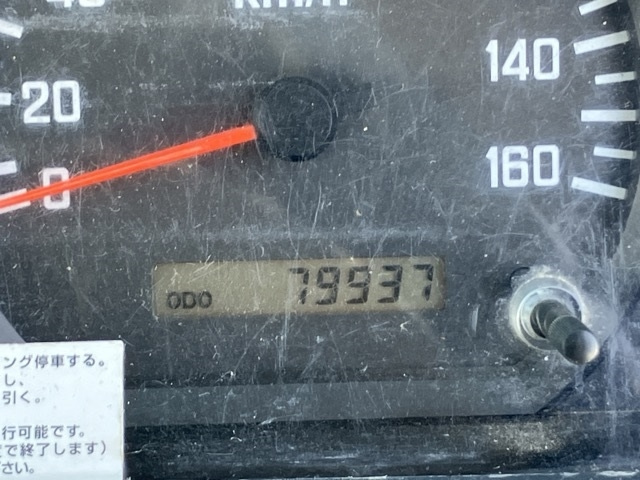 km/h
140
20
160
0
ODO 79937
ング停車する。
し、
引く。
行可能です。
で終了します)
さい。